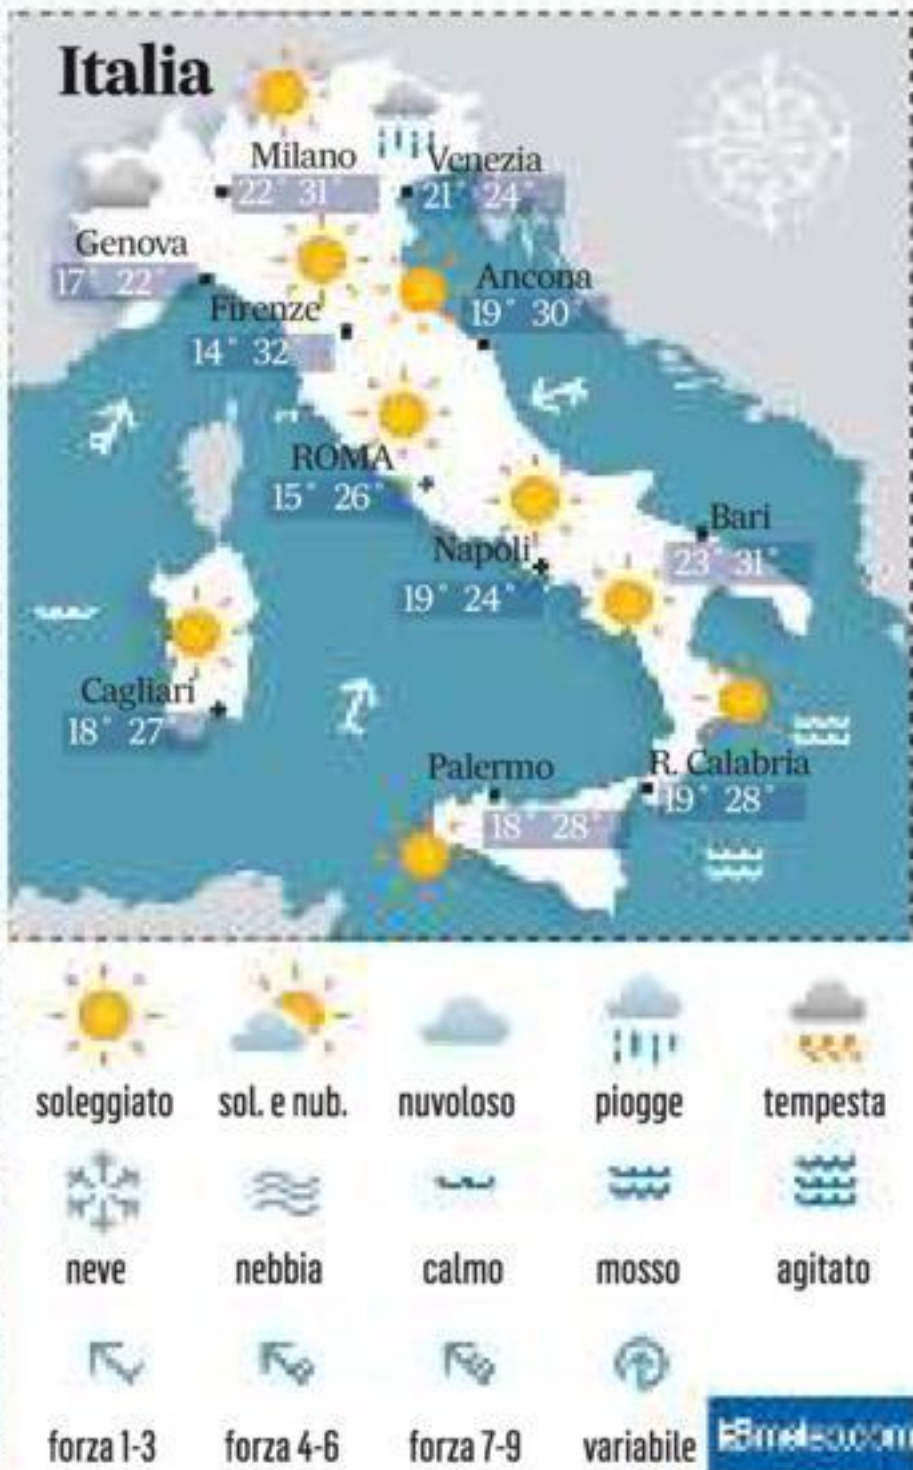 Italia
Milano
22° 31°
Venezia
21° 24°
Genova
17° 22°
Ancona
19° 30°
Firenze
14° 32
ROMA
15° 26°
Bari
23° 31°
Napoli
19° 24°
Cagliari
18° 27°
Palermo
18° 28°
R. Calabria
19° 28°
soleggiato sol. e nub. nuvoloso piogge tempesta
neve nebbia calmo mosso agitato
forza 1-3 forza 4-6 forza 7-9 variabile